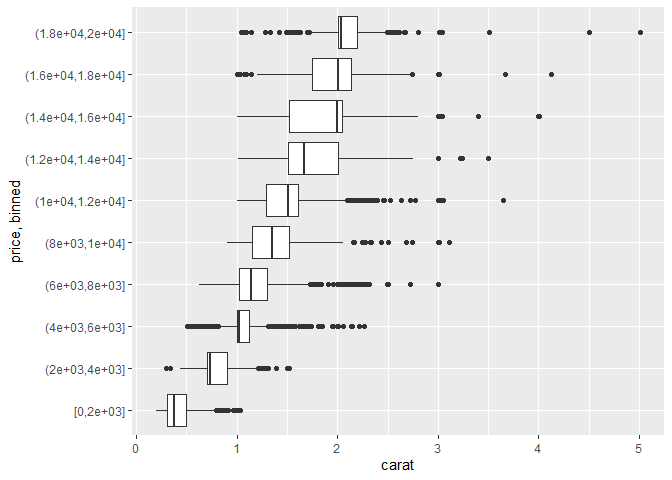 (1.8e+04,2e+04]
(1.6e+04,1.8e+04]
(1.4e+04,1.6e+04]
(1.2e+04,1.4e+04]
(1e+04,1.2e+04]
(8e+03,1e+04]
(6e+03,8e+03]
(4e+03,6e+03]
(2e+03,4e+03]
[0,2e+03]
price, binned
0 1 2 3 4 5
carat